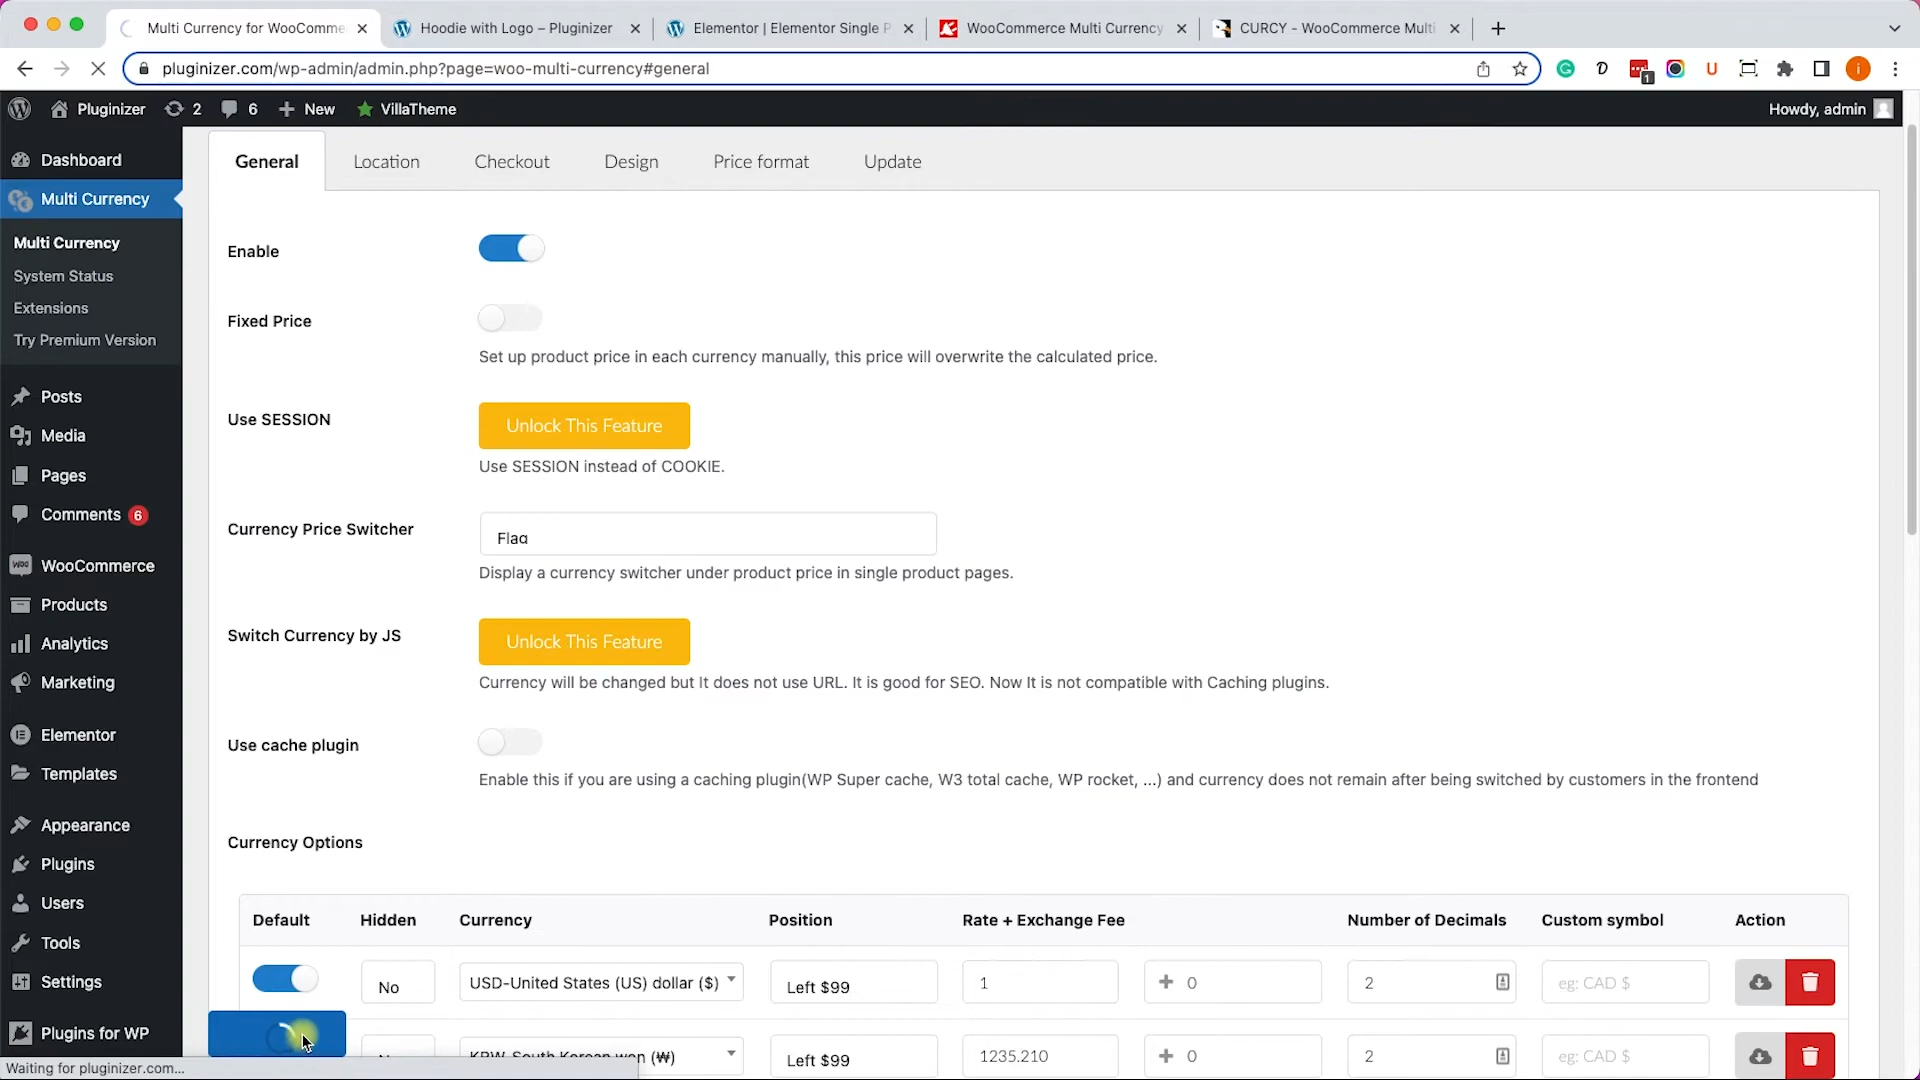 Multi Currency for WooComme
Hoodie with Logo – Pluginizer
Elementor | Elementor Single P
WooCommerce Multi Currency
CURCY - WooCommerce Multi
pluginizer.com/wp-admin/admin.php?page=woo-multi-currency#general
1
i
Pluginizer
2
6
New
VillaTheme
Howdy, admin
Dashboard
Multi Currency
Multi Currency
System Status
Extensions
Try Premium Version
Posts
Media
Pages
Comments 6
WooCommerce
Products
Analytics
Marketing
Elementor
Templates
Appearance
Plugins
Users
Tools
Settings
Plugins for WP
General
Location
Checkout
Design
Price format
Update
Enable
Fixed Price
Set up product price in each currency manually, this price will overwrite the calculated price.
Use SESSION
Unlock This Feature
Use SESSION instead of COOKIE.
Currency Price Switcher
Flag
Display a currency switcher under product price in single product pages.
Switch Currency by JS
Unlock This Feature
Currency will be changed but It does not use URL. It is good for SEO. Now It is not compatible with Caching plugins.
Use cache plugin
Enable this if you are using a caching plugin(WP Super cache, W3 total cache, WP rocket, ...) and currency does not remain after being switched by customers in the frontend
Currency Options
Default Hidden Currency Position Rate + Exchange Fee Number of Decimals Custom symbol Action
No USD-United States (US) dollar ($) Left $99 1 + 0 2 eg: CAD $
KRW-South Korean won (₩) Left $99 1235.210 + 0 2 eg: CAD $
Waiting for pluginizer.com...